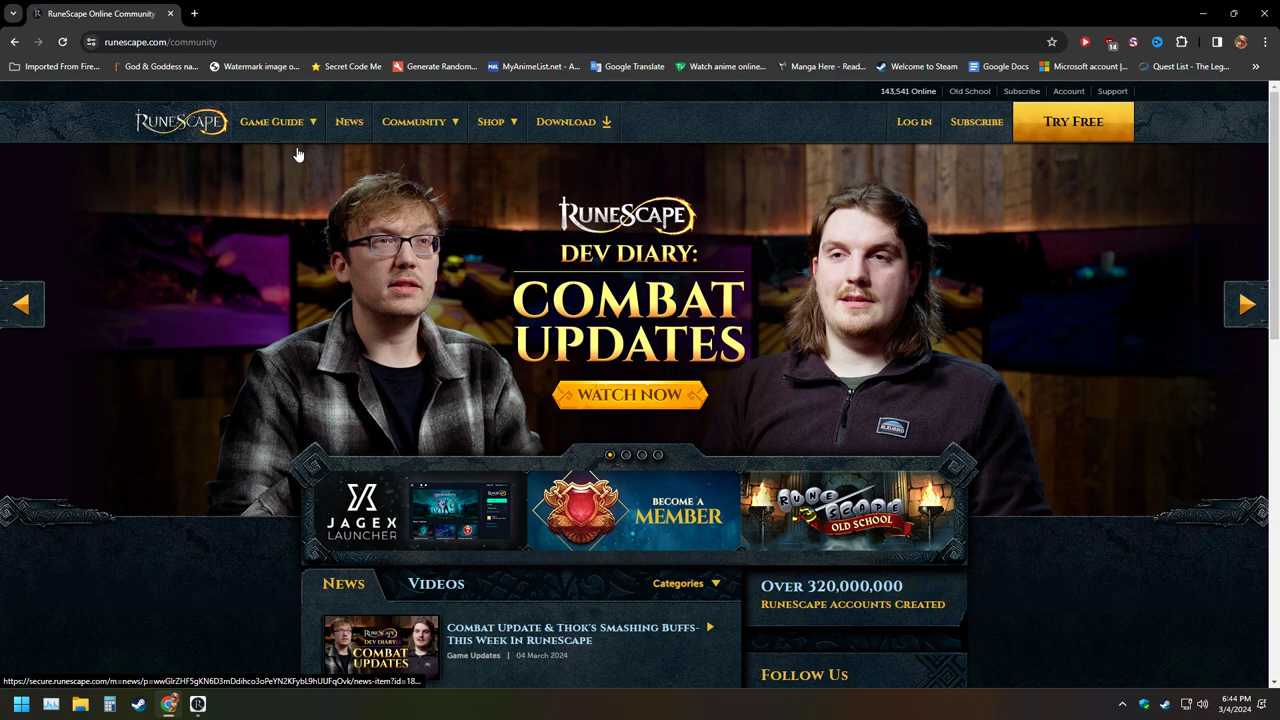 RuneScape Online Community
runescape.com/community
14
Imported From Fire...
God & Goddess na...
Watermark image o...
Secret Code Me
Generate Random...
MyAnimeList.net - A...
Google Translate
Watch anime online...
Manga Here - Read...
Welcome to Steam
Google Docs
Microsoft account |...
Quest List - The Leg...
143,541 Online
Old School
Subscribe
Account
Support
RUNESCAPE
GAME GUIDE
NEWS
COMMUNITY
SHOP
DOWNLOAD
LOG IN
SUBSCRIBE
TRY FREE
RUNESCAPE
DEV DIARY:
COMBAT
UPDATES
WATCH NOW
JAGEX
LAUNCHER
BECOME A
MEMBER
RUNE SCAPE
OLD SCHOOL
NEWS
VIDEOS
Categories
OVER 320,000,000
RUNESCAPE ACCOUNTS CREATED
RUNESCAPE
DEV DIARY:
COMBAT
UPDATES
COMBAT UPDATE & THOK'S SMASHING BUFFS-
THIS WEEK IN RUNESCAPE
Game Updates | 04 March 2024
FOLLOW US
6:44 PM
3/4/2024